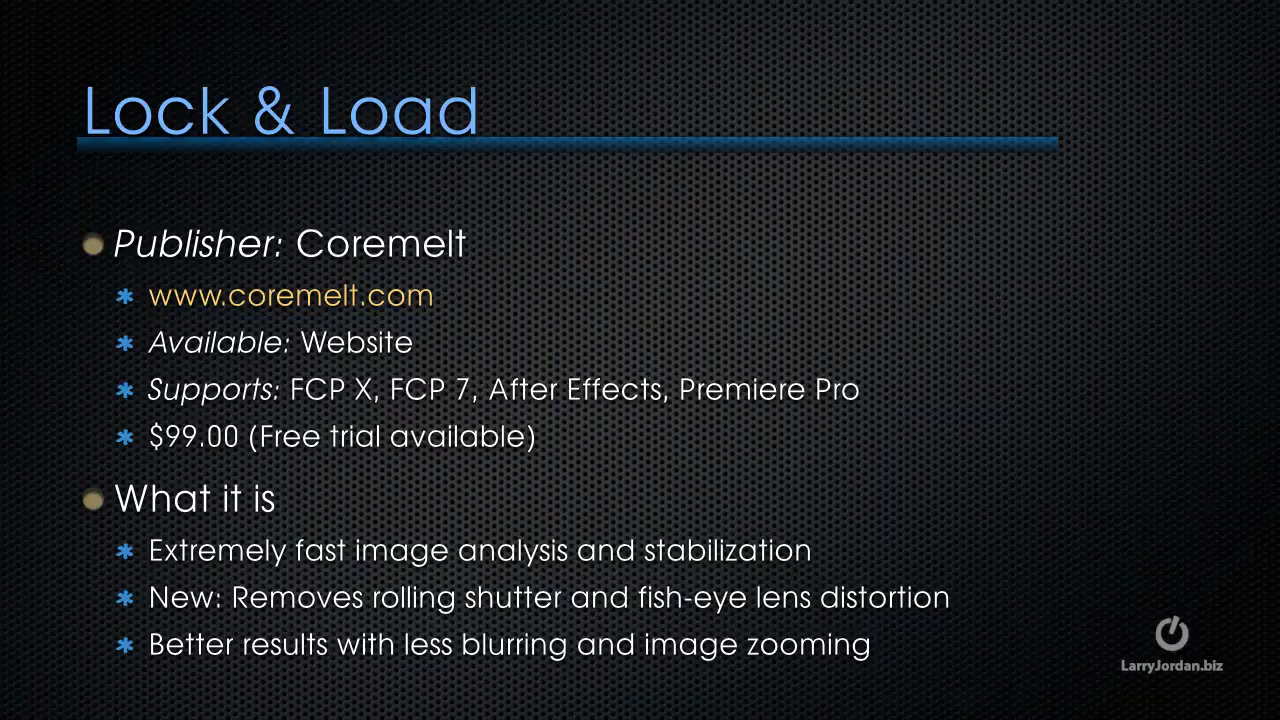 Lock & Load
Publisher: Coremelt
www.coremelt.com
Available: Website
Supports: FCP X, FCP 7, After Effects, Premiere Pro
$99.00 (Free trial available)
What it is
Extremely fast image analysis and stabilization
New: Removes rolling shutter and fish-eye lens distortion
Better results with less blurring and image zooming
LarryJordan.biz